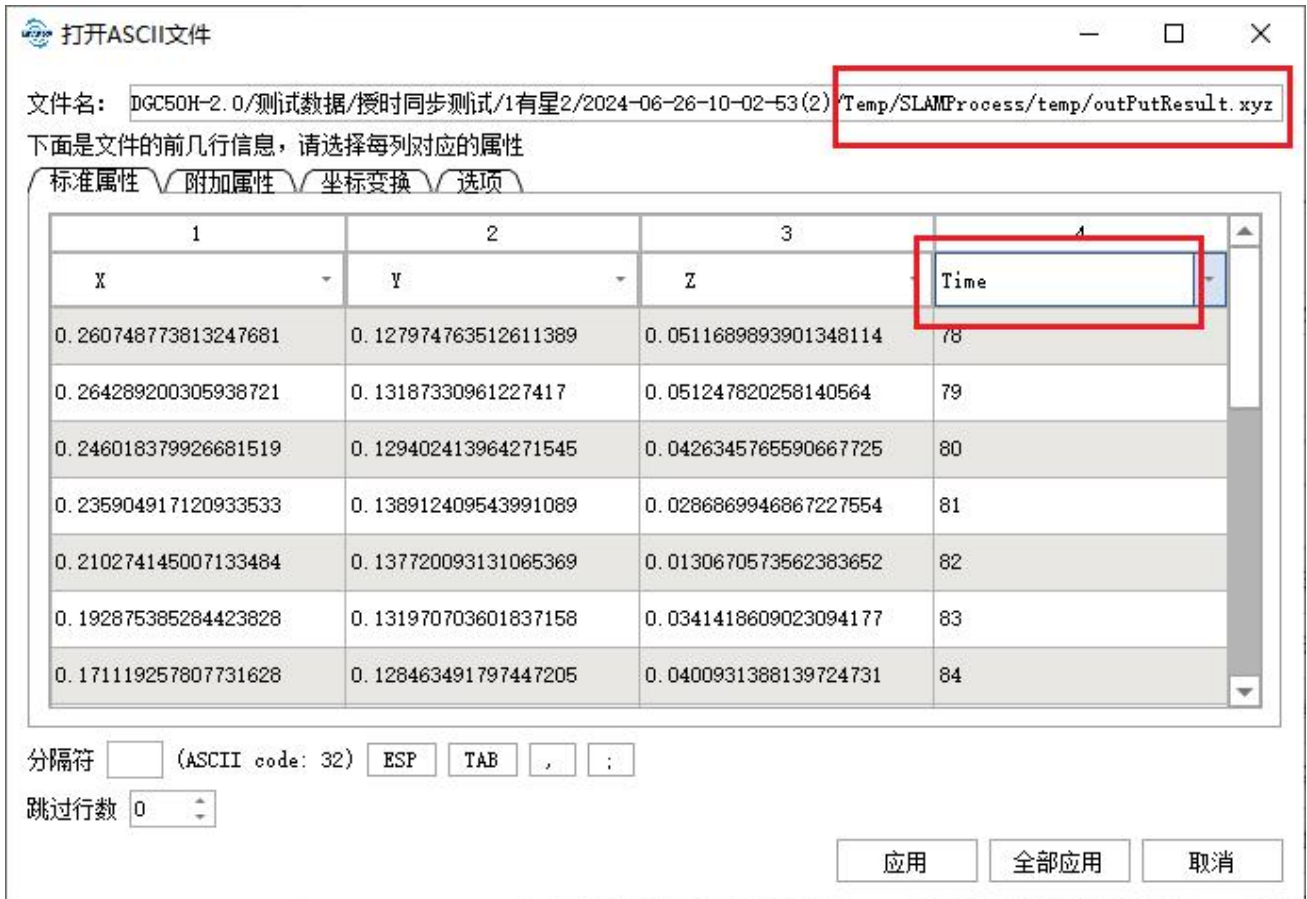 打开ASCII文件
文件名： DGC50H-2.0/测试数据/授时同步测试/1有星2/2024-06-26-10-02-53(2)/Temp/SLAMProcess/temp/outPutResult.xyz
下面是文件的前几行信息，请选择每列对应的属性
标准属性 附加属性 坐标变换 选项
1 2 3 4
X Y Z Time
0.260748773813247681 0.127974763512611389 0.0511689893901348114 78
0.264289200305938721 0.13187330961227417 0.051247820258140564 79
0.246018379926681519 0.129402413964271545 0.0426345765590667725 80
0.235904917120933533 0.138912409543991089 0.0286869946867227554 81
0.210274145007133484 0.137720093131065369 0.0130670573562383652 82
0.192875385284423828 0.131970703601837158 0.0341418609023094177 83
0.171119257807731628 0.128463491797447205 0.0400931388139724731 84
分隔符 (ASCII code: 32) ESP TAB , ;
跳过行数 0
应用 全部应用 取消